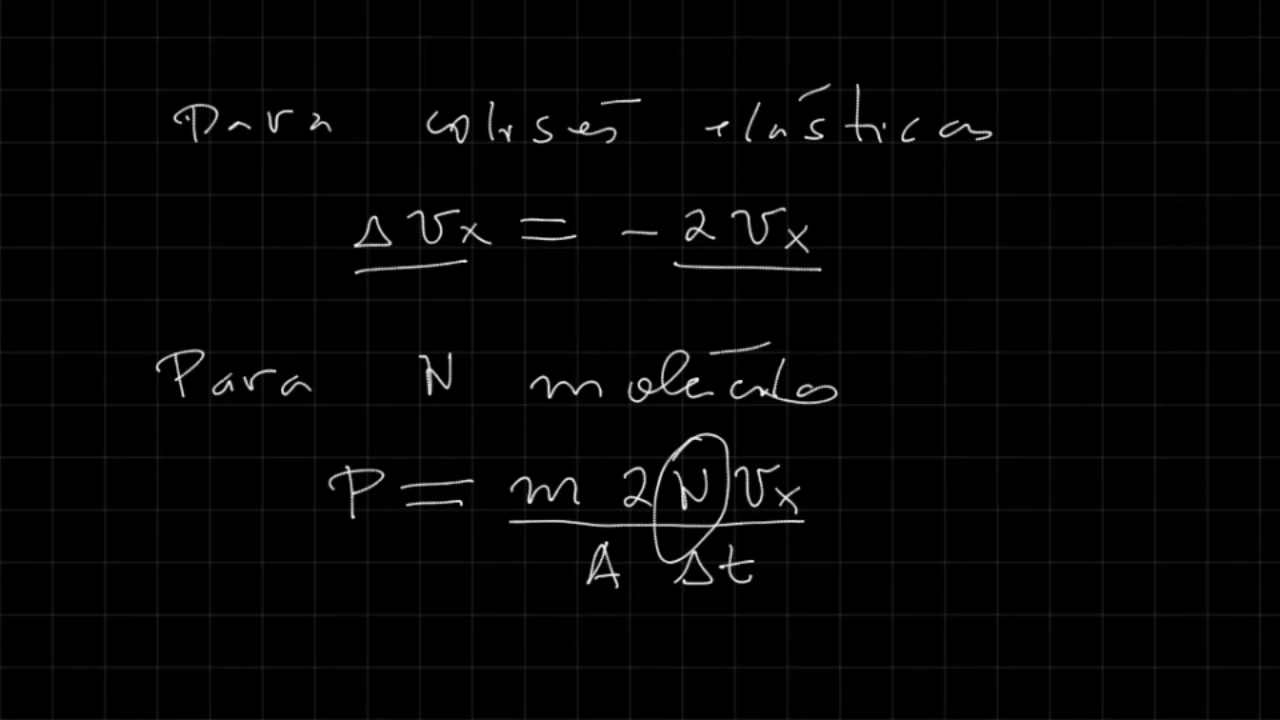 Para colisões elásticas
Δvx = - 2vx
Para N moléculas
P = m 2 N vx
A Δt